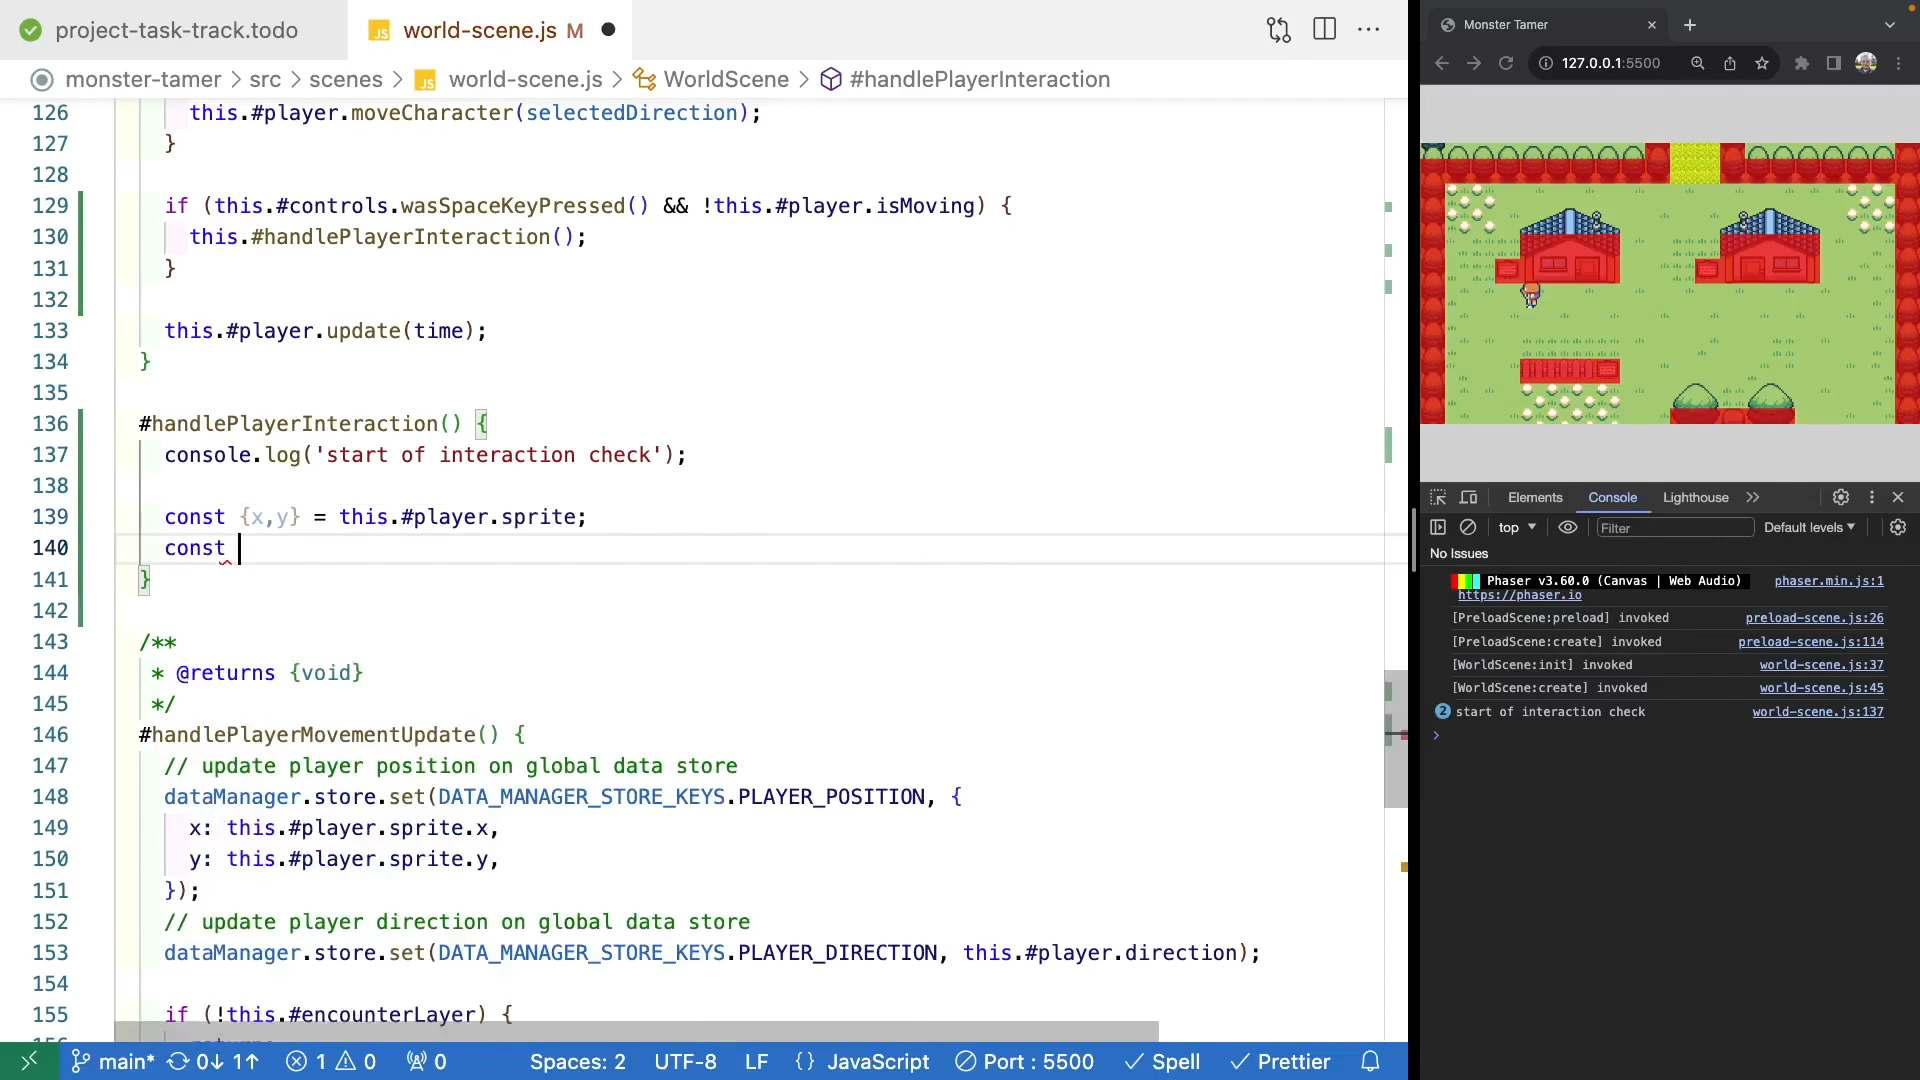 project-task-track.todo
JS world-scene.js M
monster-tamer > src > scenes > JS world-scene.js > WorldScene > #handlePlayerInteraction
126 this.#player.moveCharacter(selectedDirection);
127 }
128
129 if (this.#controls.wasSpaceKeyPressed() && !this.#player.isMoving) {
130 this.#handlePlayerInteraction();
131 }
132
133 this.#player.update(time);
134 }
135
136 #handlePlayerInteraction() {
137 console.log('start of interaction check');
138
139 const {x,y} = this.#player.sprite;
140 const
141 }
142
143 /**
144 * @returns {void}
145 */
146 #handlePlayerMovementUpdate() {
147 // update player position on global data store
148 dataManager.store.set(DATA_MANAGER_STORE_KEYS.PLAYER_POSITION, {
149 x: this.#player.sprite.x,
150 y: this.#player.sprite.y,
151 });
152 // update player direction on global data store
153 dataManager.store.set(DATA_MANAGER_STORE_KEYS.PLAYER_DIRECTION, this.#player.direction);
154
155 if (!this.#encounterLayer) {
main* 0↓ 1↑ 1 0 0 Spaces: 2 UTF-8 LF {} JavaScript Port : 5500 Spell Prettier
Monster Tamer
127.0.0.1:5500
Elements Console Lighthouse
top Filter Default levels
No Issues
Phaser v3.60.0 (Canvas | Web Audio) phaser.min.js:1
https://phaser.io
[PreloadScene:preload] invoked preload-scene.js:26
[PreloadScene:create] invoked preload-scene.js:114
[WorldScene:init] invoked world-scene.js:37
[WorldScene:create] invoked world-scene.js:45
2 start of interaction check world-scene.js:137